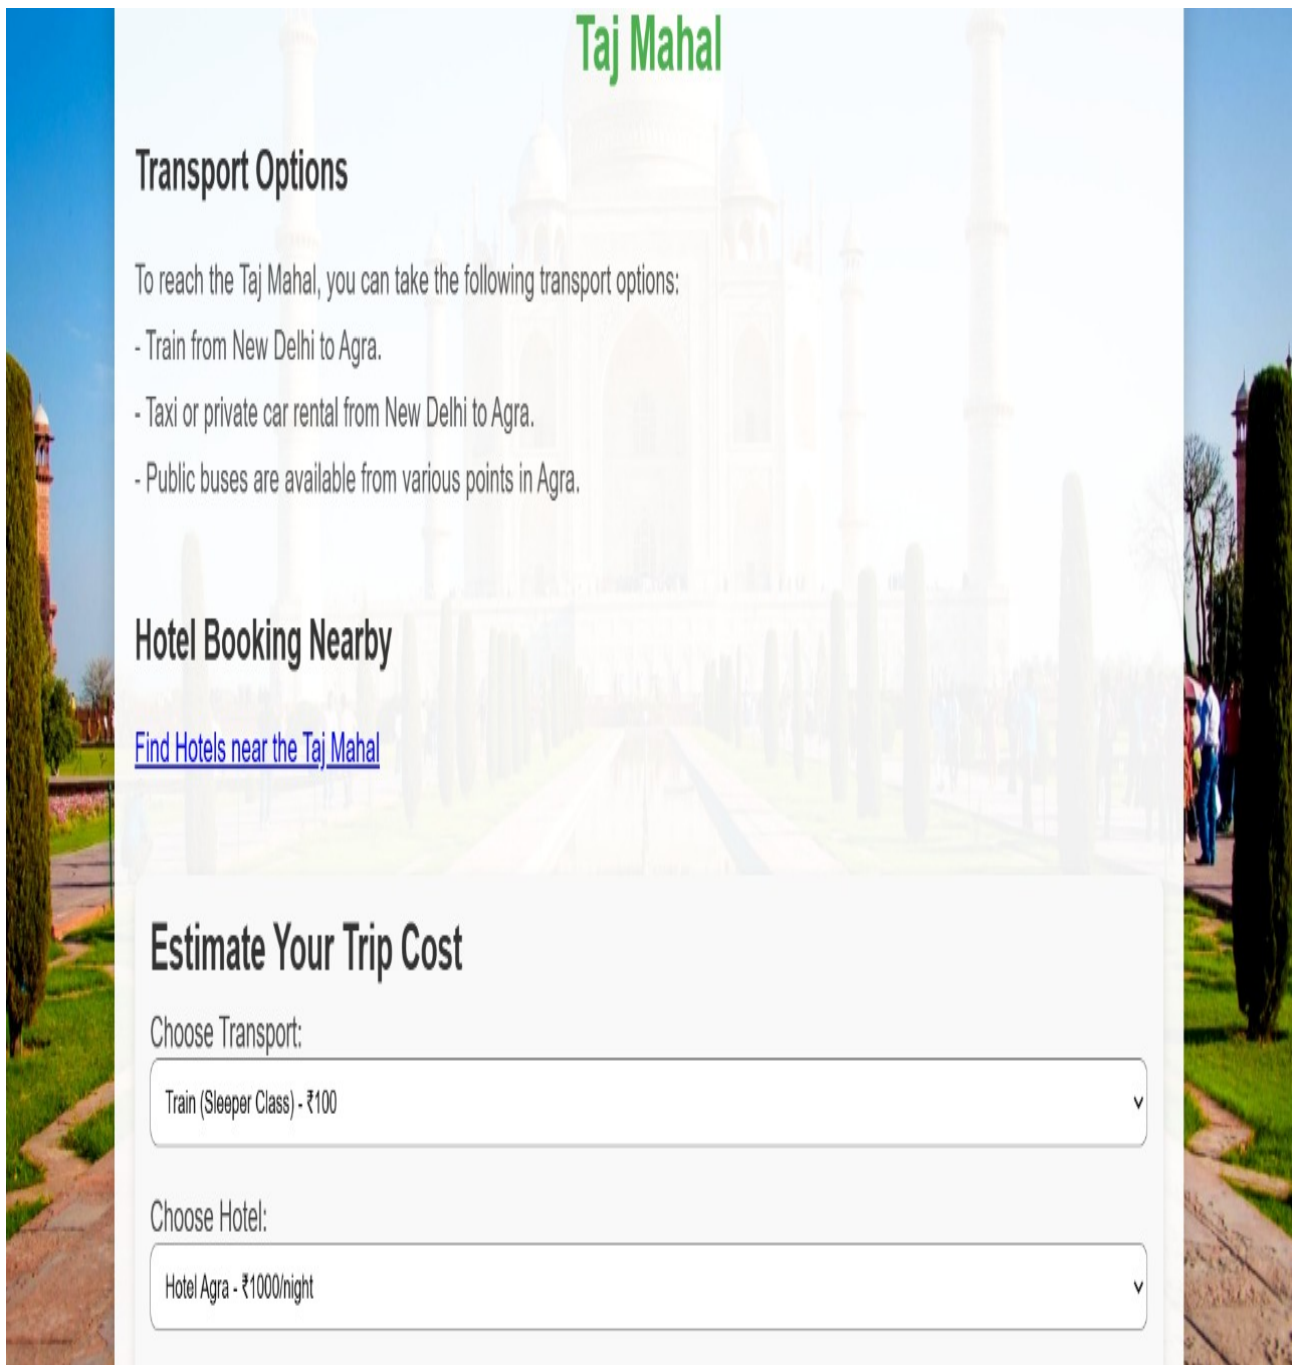 Taj Mahal
Transport Options
To reach the Taj Mahal, you can take the following transport options:
- Train from New Delhi to Agra.
- Taxi or private car rental from New Delhi to Agra.
- Public buses are available from various points in Agra.
Hotel Booking Nearby
Find Hotels near the Taj Mahal
Estimate Your Trip Cost
Choose Transport:
Train (Sleeper Class) - ₹100
Choose Hotel:
Hotel Agra - ₹1000/night